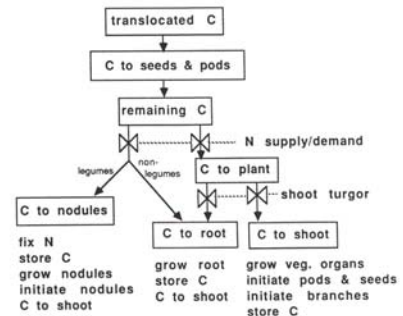 translocated C
C to seeds & pods
remaining C
N supply/demand
legumes
non-
legumes
C to plant
shoot turgor
C to nodules
C to root
C to shoot
fix N
store C
grow nodules
initiate nodules
C to shoot
grow root
store C
C to shoot
grow veg. organs
initiate pods & seeds
initiate branches
store C